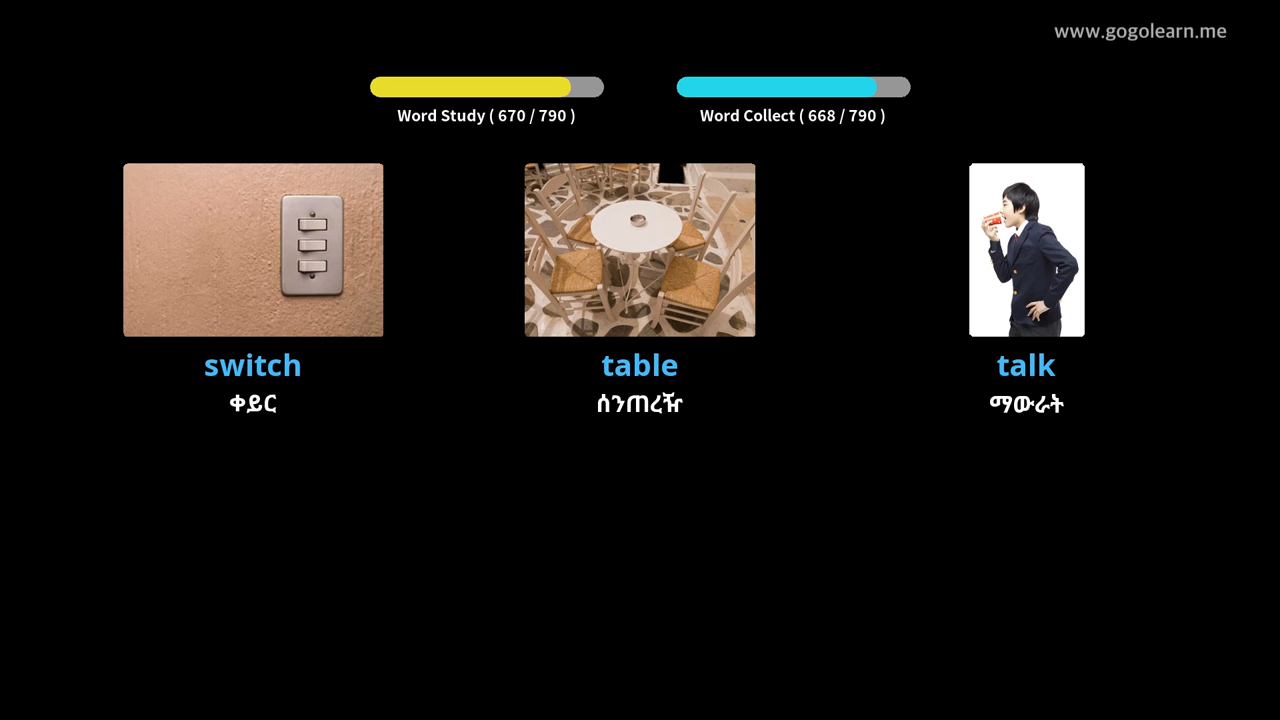 www.gogolearn.me
Word Study ( 670 / 790 )
Word Collect ( 668 / 790 )
switch
table
talk
ቀይር
ሰንጠረዥ
ማውራት